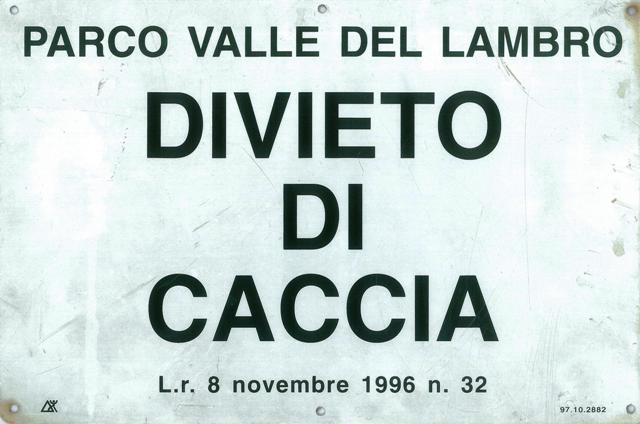 PARCO VALLE DEL LAMBRO
DIVIETO
DI
CACCIA
L.r. 8 novembre 1996 n. 32
97.10.2882